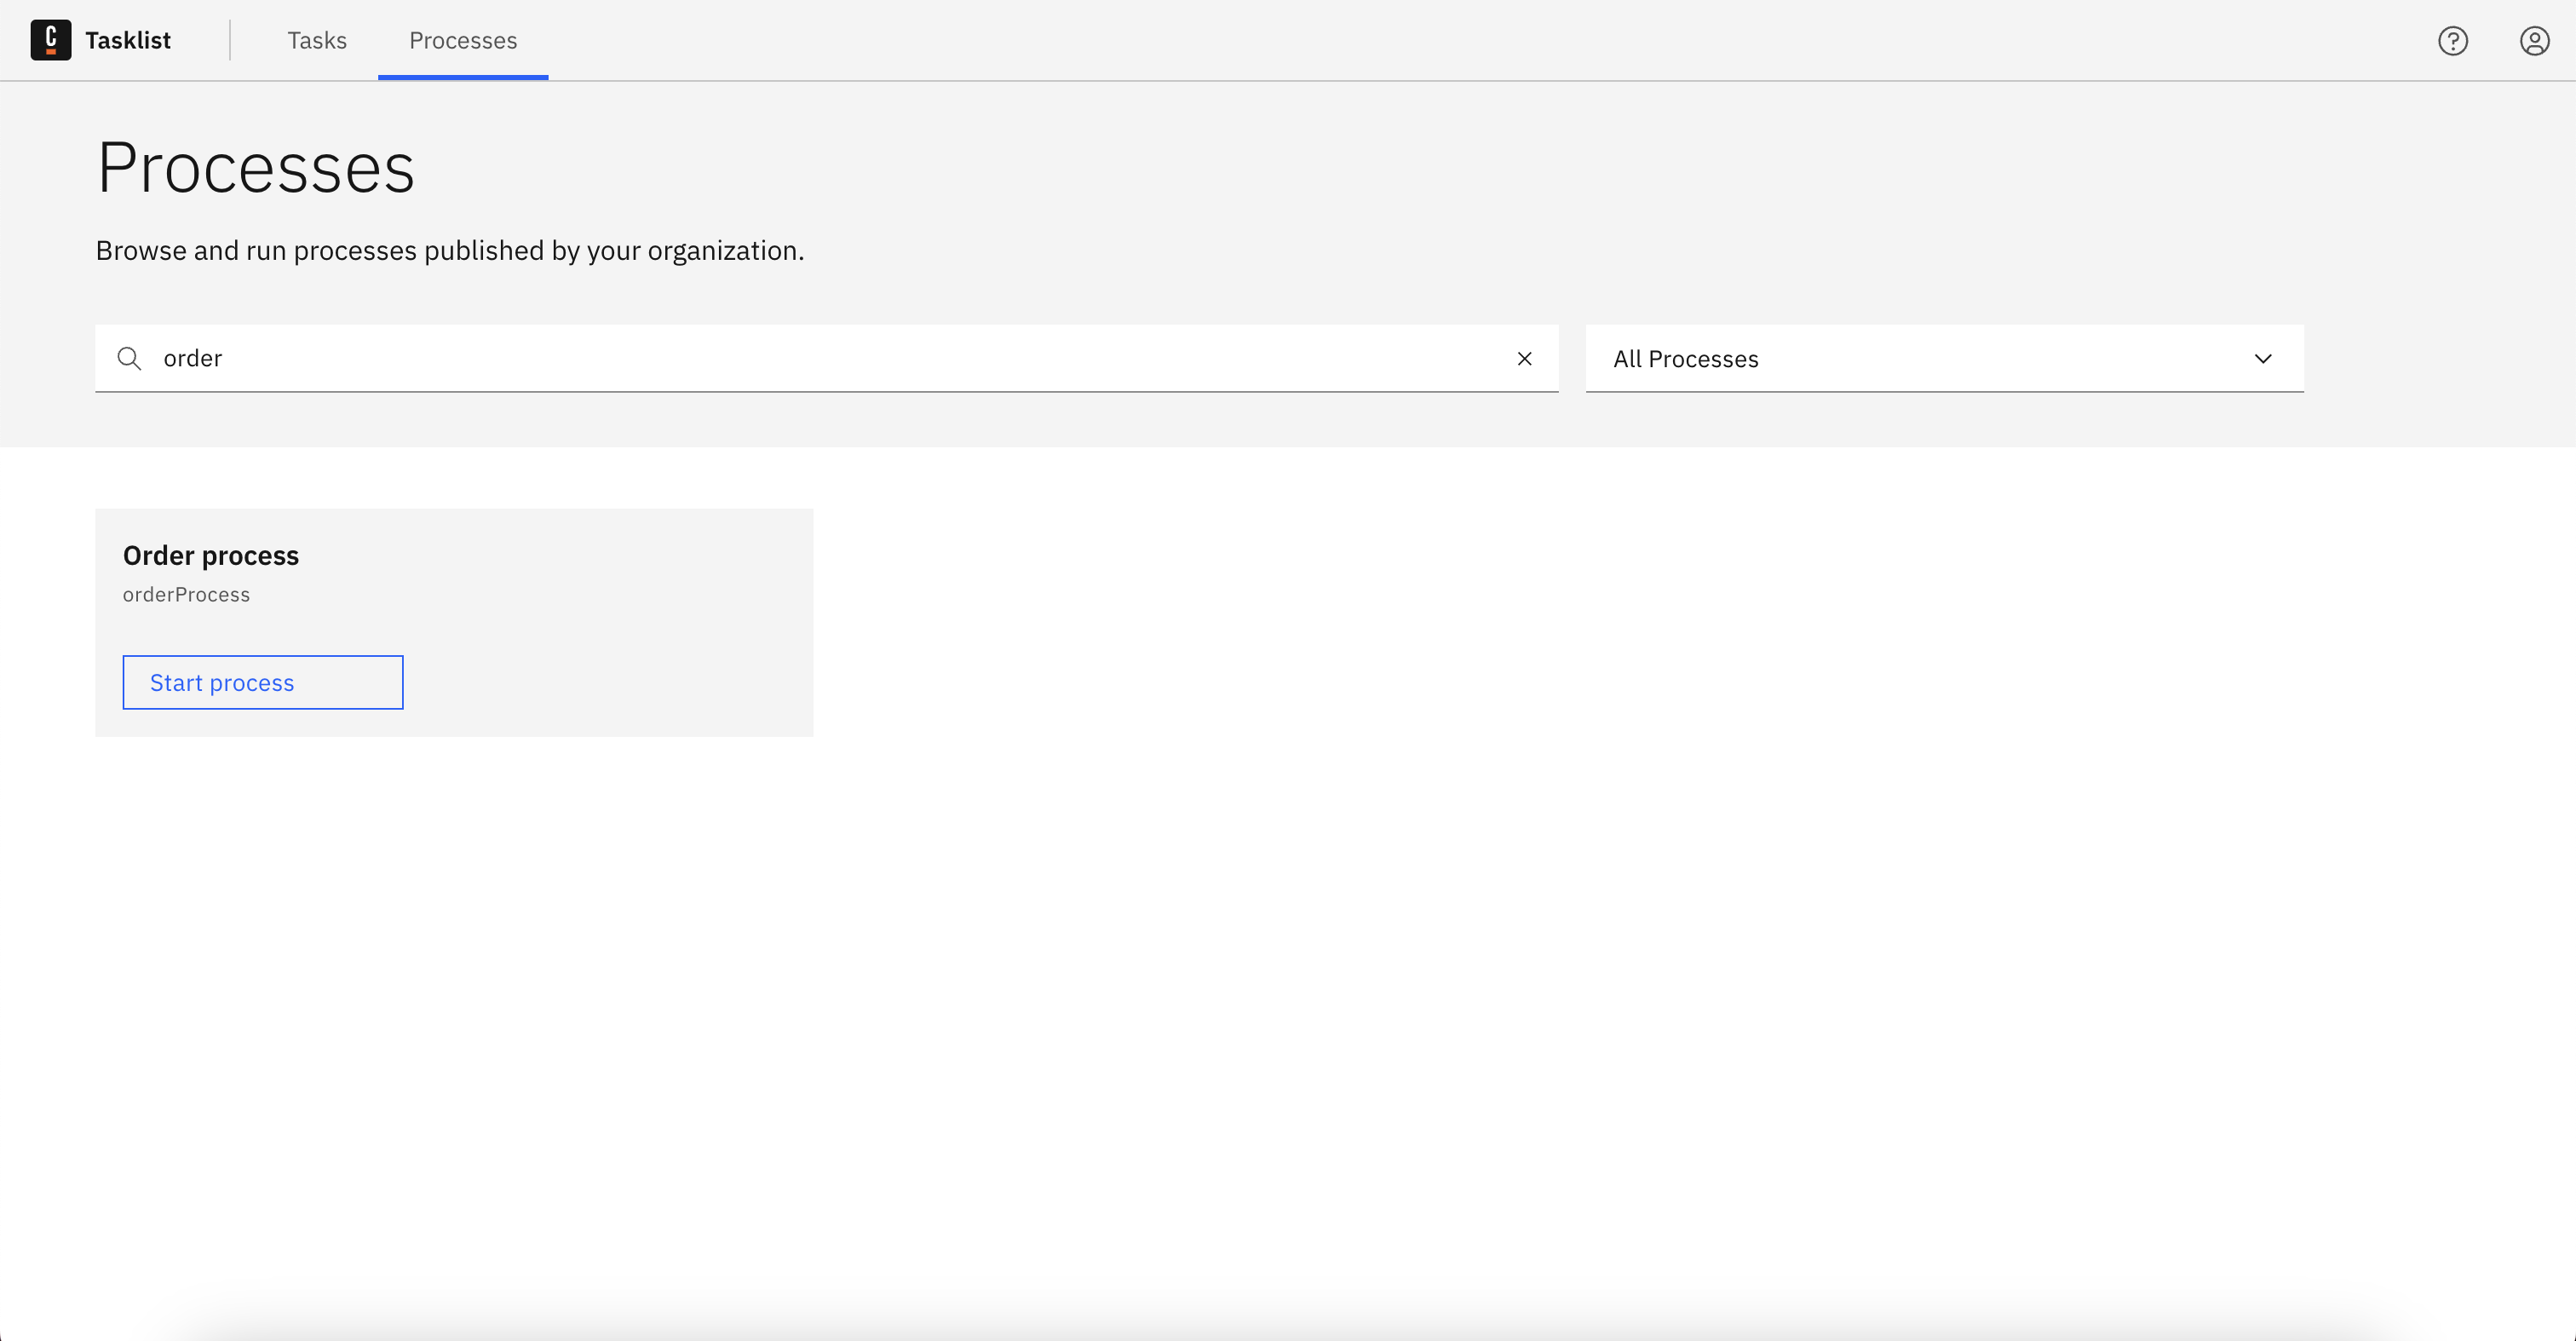 Tasklist
Tasks
Processes
Processes
Browse and run processes published by your organization.
order
All Processes
Order process
orderProcess
Start process